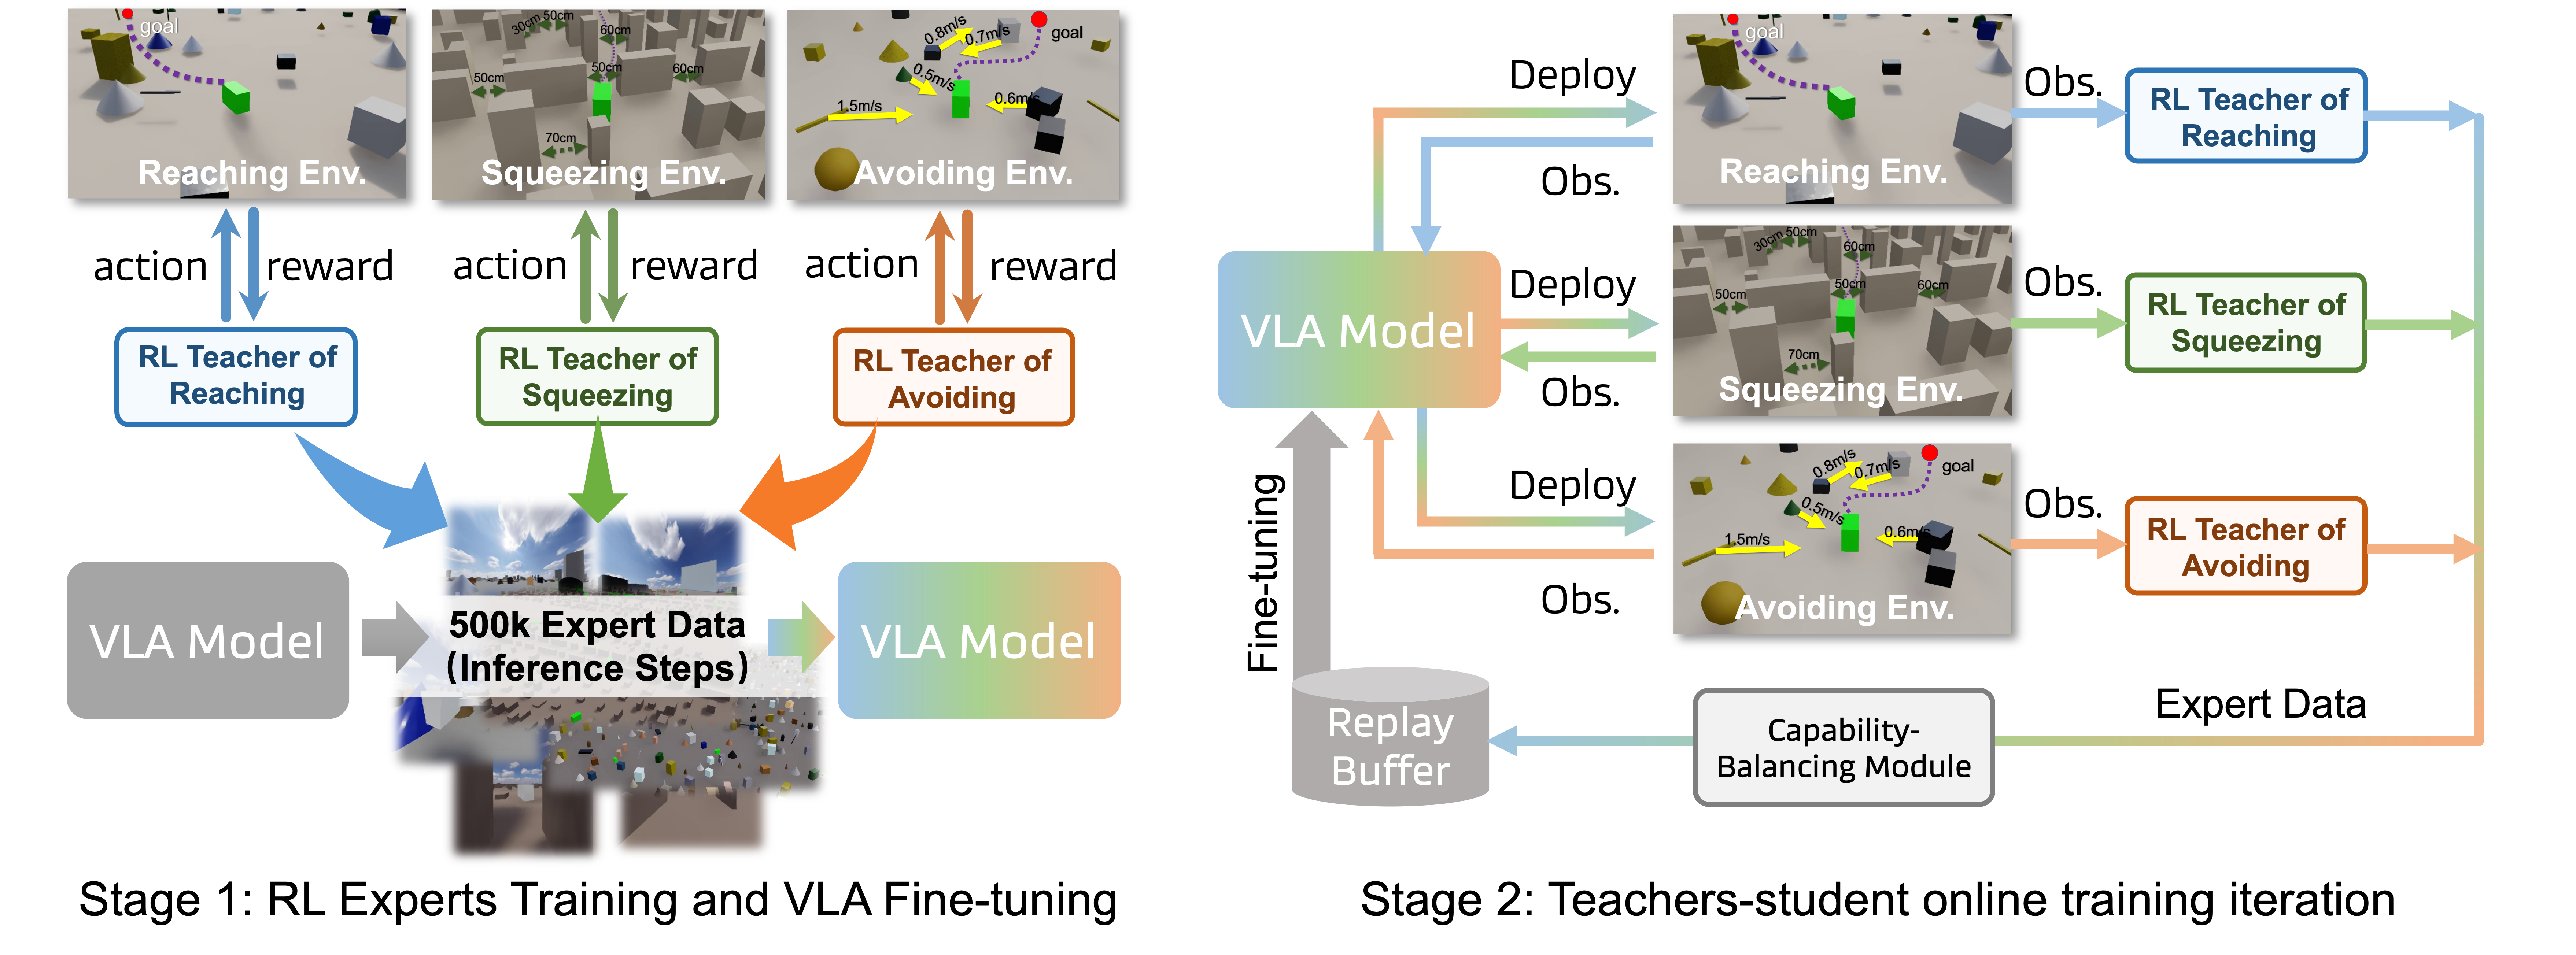 goal
Reaching Env.
30cm
50cm
60cm
50cm
50cm
60cm
70cm
Squeezing Env.
0.8m/s
0.7m/s
goal
0.5m/s
1.5m/s
0.6m/s
Avoiding Env.
action
reward
action
reward
action
reward
RL Teacher of
Reaching
RL Teacher of
Squeezing
RL Teacher of
Avoiding
VLA Model
500k Expert Data
(Inference Steps)
VLA Model
Stage 1: RL Experts Training and VLA Fine-tuning
Deploy
Obs.
goal
Reaching Env.
Obs.
RL Teacher of
Reaching
VLA Model
Deploy
Obs.
30cm
50cm
60cm
50cm
50cm
60cm
70cm
Squeezing Env.
Obs.
RL Teacher of
Squeezing
Deploy
Obs.
0.8m/s
0.7m/s
goal
0.5m/s
1.5m/s
0.6m/s
Avoiding Env.
Obs.
RL Teacher of
Avoiding
Fine-tuning
Replay
Buffer
Capability-
Balancing Module
Expert Data
Stage 2: Teachers-student online training iteration